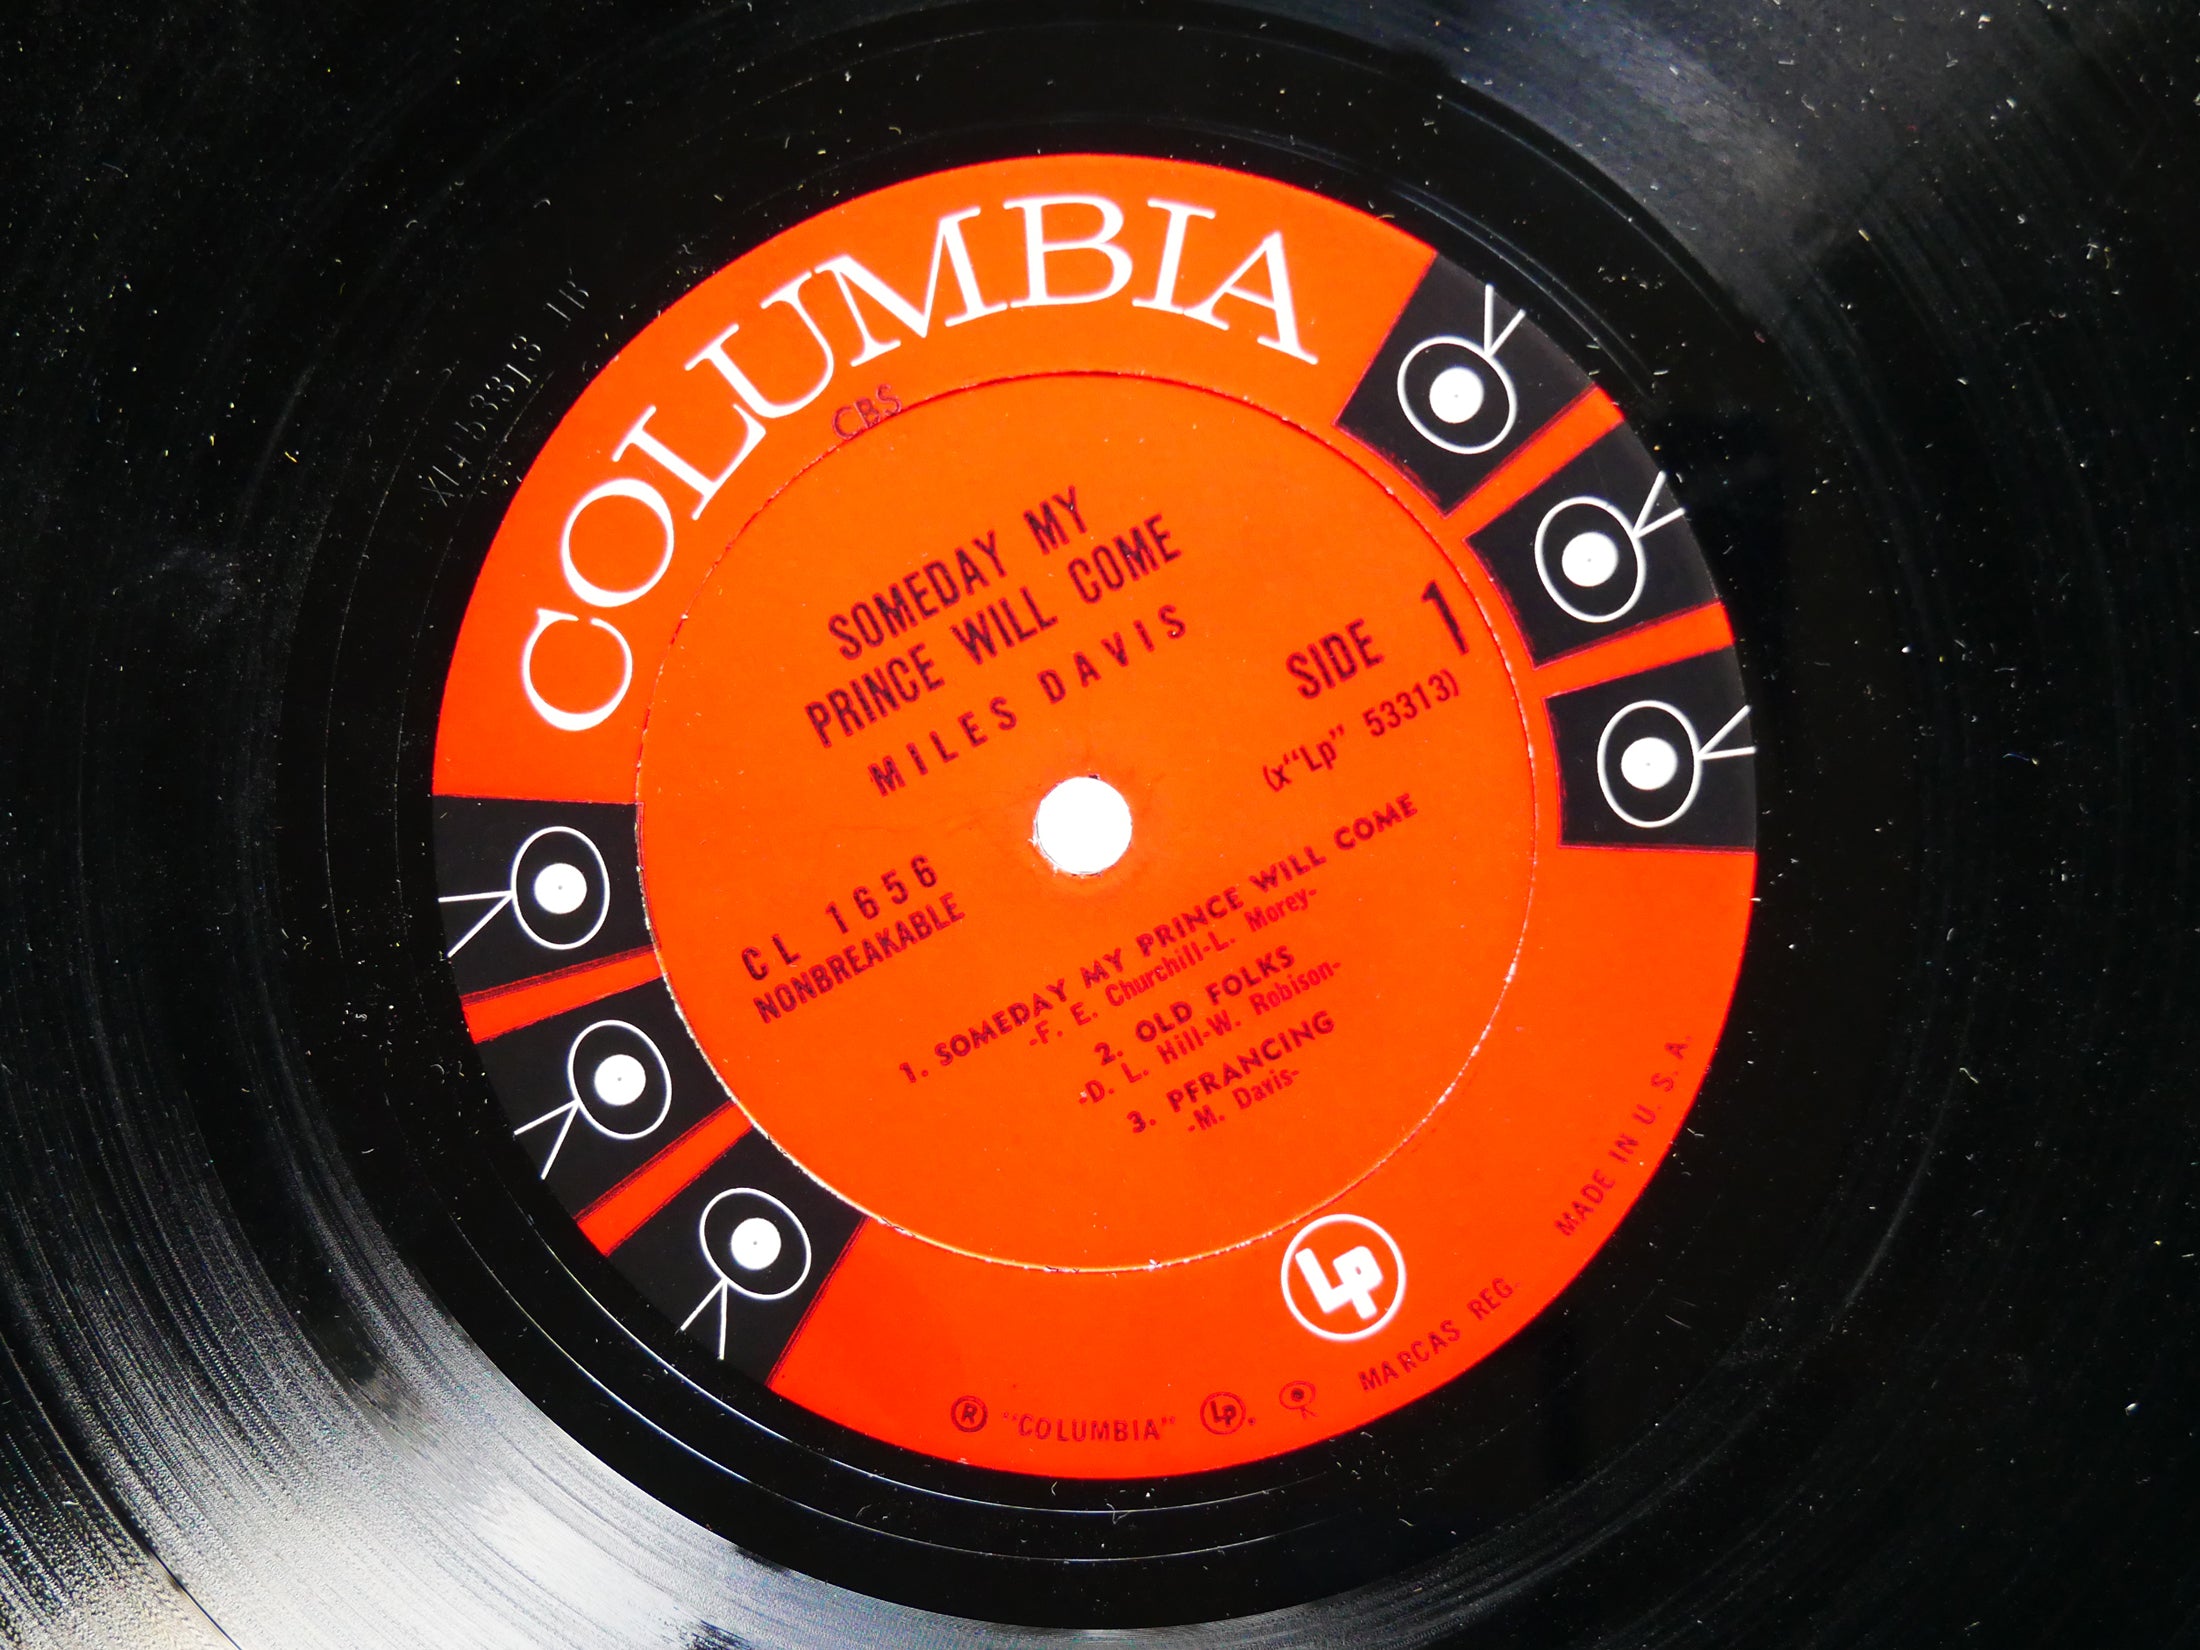 COLUMBIA
CBS
SOMEDAY MY
PRINCE WILL COME
MILES DAVIS
SIDE 1
(x"Lp" 53313)
CL 1656
NONBREAKABLE
1. SOMEDAY MY PRINCE WILL COME
-F. E. Churchill-L. Morey-
2. OLD FOLKS
-D. L. Hill-W. Robison-
3. PFRANCING
-M. Davis-
Lp
® "COLUMBIA" Lp. MARCAS REG. MADE IN U. S. A.
XLP53313 1B